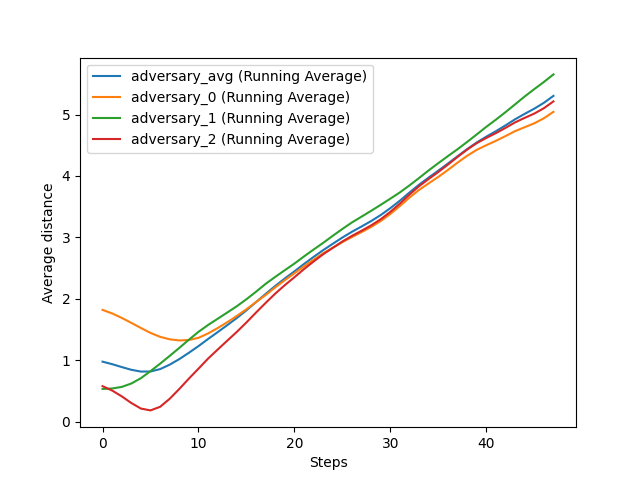 adversary_avg (Running Average)
adversary_0 (Running Average)
adversary_1 (Running Average)
adversary_2 (Running Average)
5
4
3
2
1
0
Average distance
0 10 20 30 40
Steps